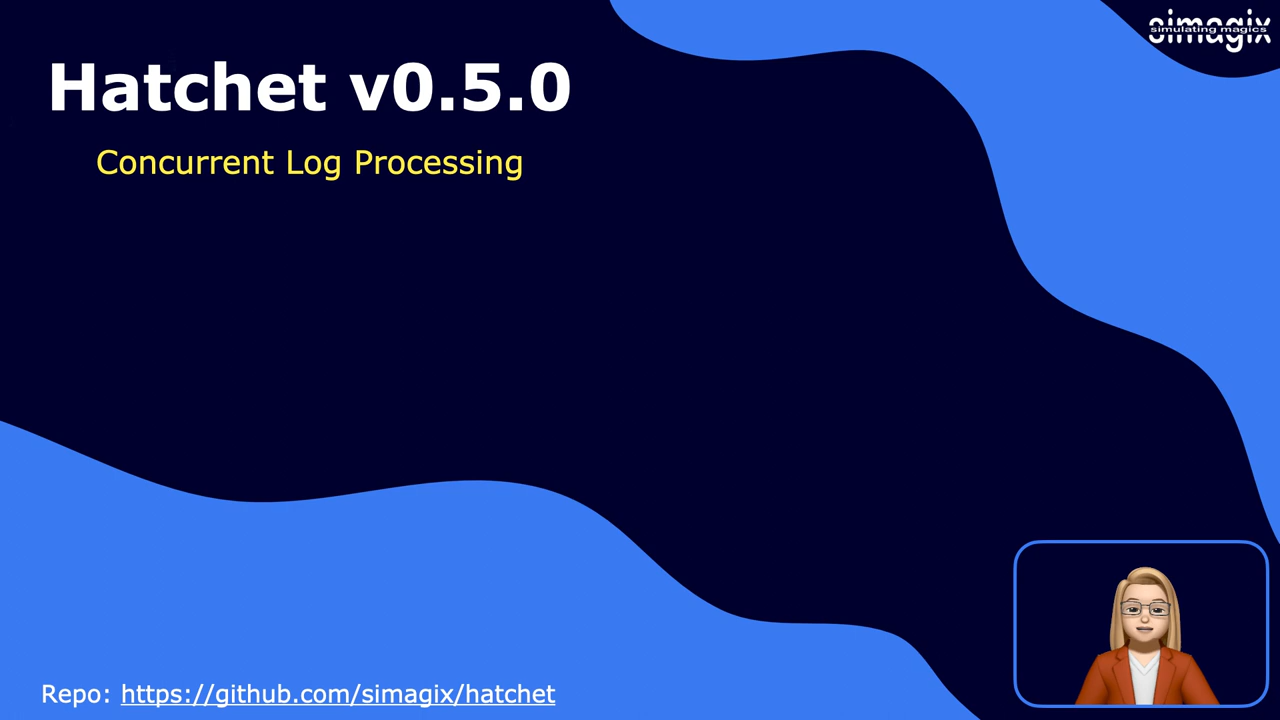 simagix
simulating magics
Hatchet v0.5.0
Concurrent Log Processing
Repo: https://github.com/simagix/hatchet